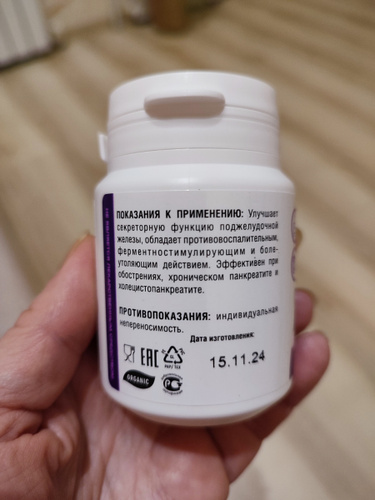 ПОКАЗАНИЯ К ПРИМЕНЕНИЮ: Улучшает
секреторную функцию поджелудочной
железы, обладает противовоспалительным,
ферментностимулирующим и боле-
утоляющим действием. Эффективен при
обострениях, хроническом панкреатите и
холецистопанкреатите.
ПРОТИВОПОКАЗАНИЯ: индивидуальная
непереносимость.
Дата изготовления:
15.11.24
EAC
ORGANIC